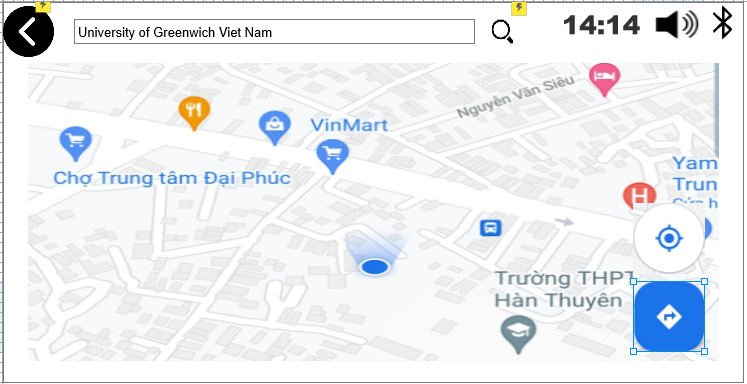 University of Greenwich Viet Nam
14:14
Nguyễn Văn Siêu
VinMart
Chợ Trung tâm Đại Phúc
H
Yam
Trun
Cửa h
Trường THPT
Hàn Thuyên